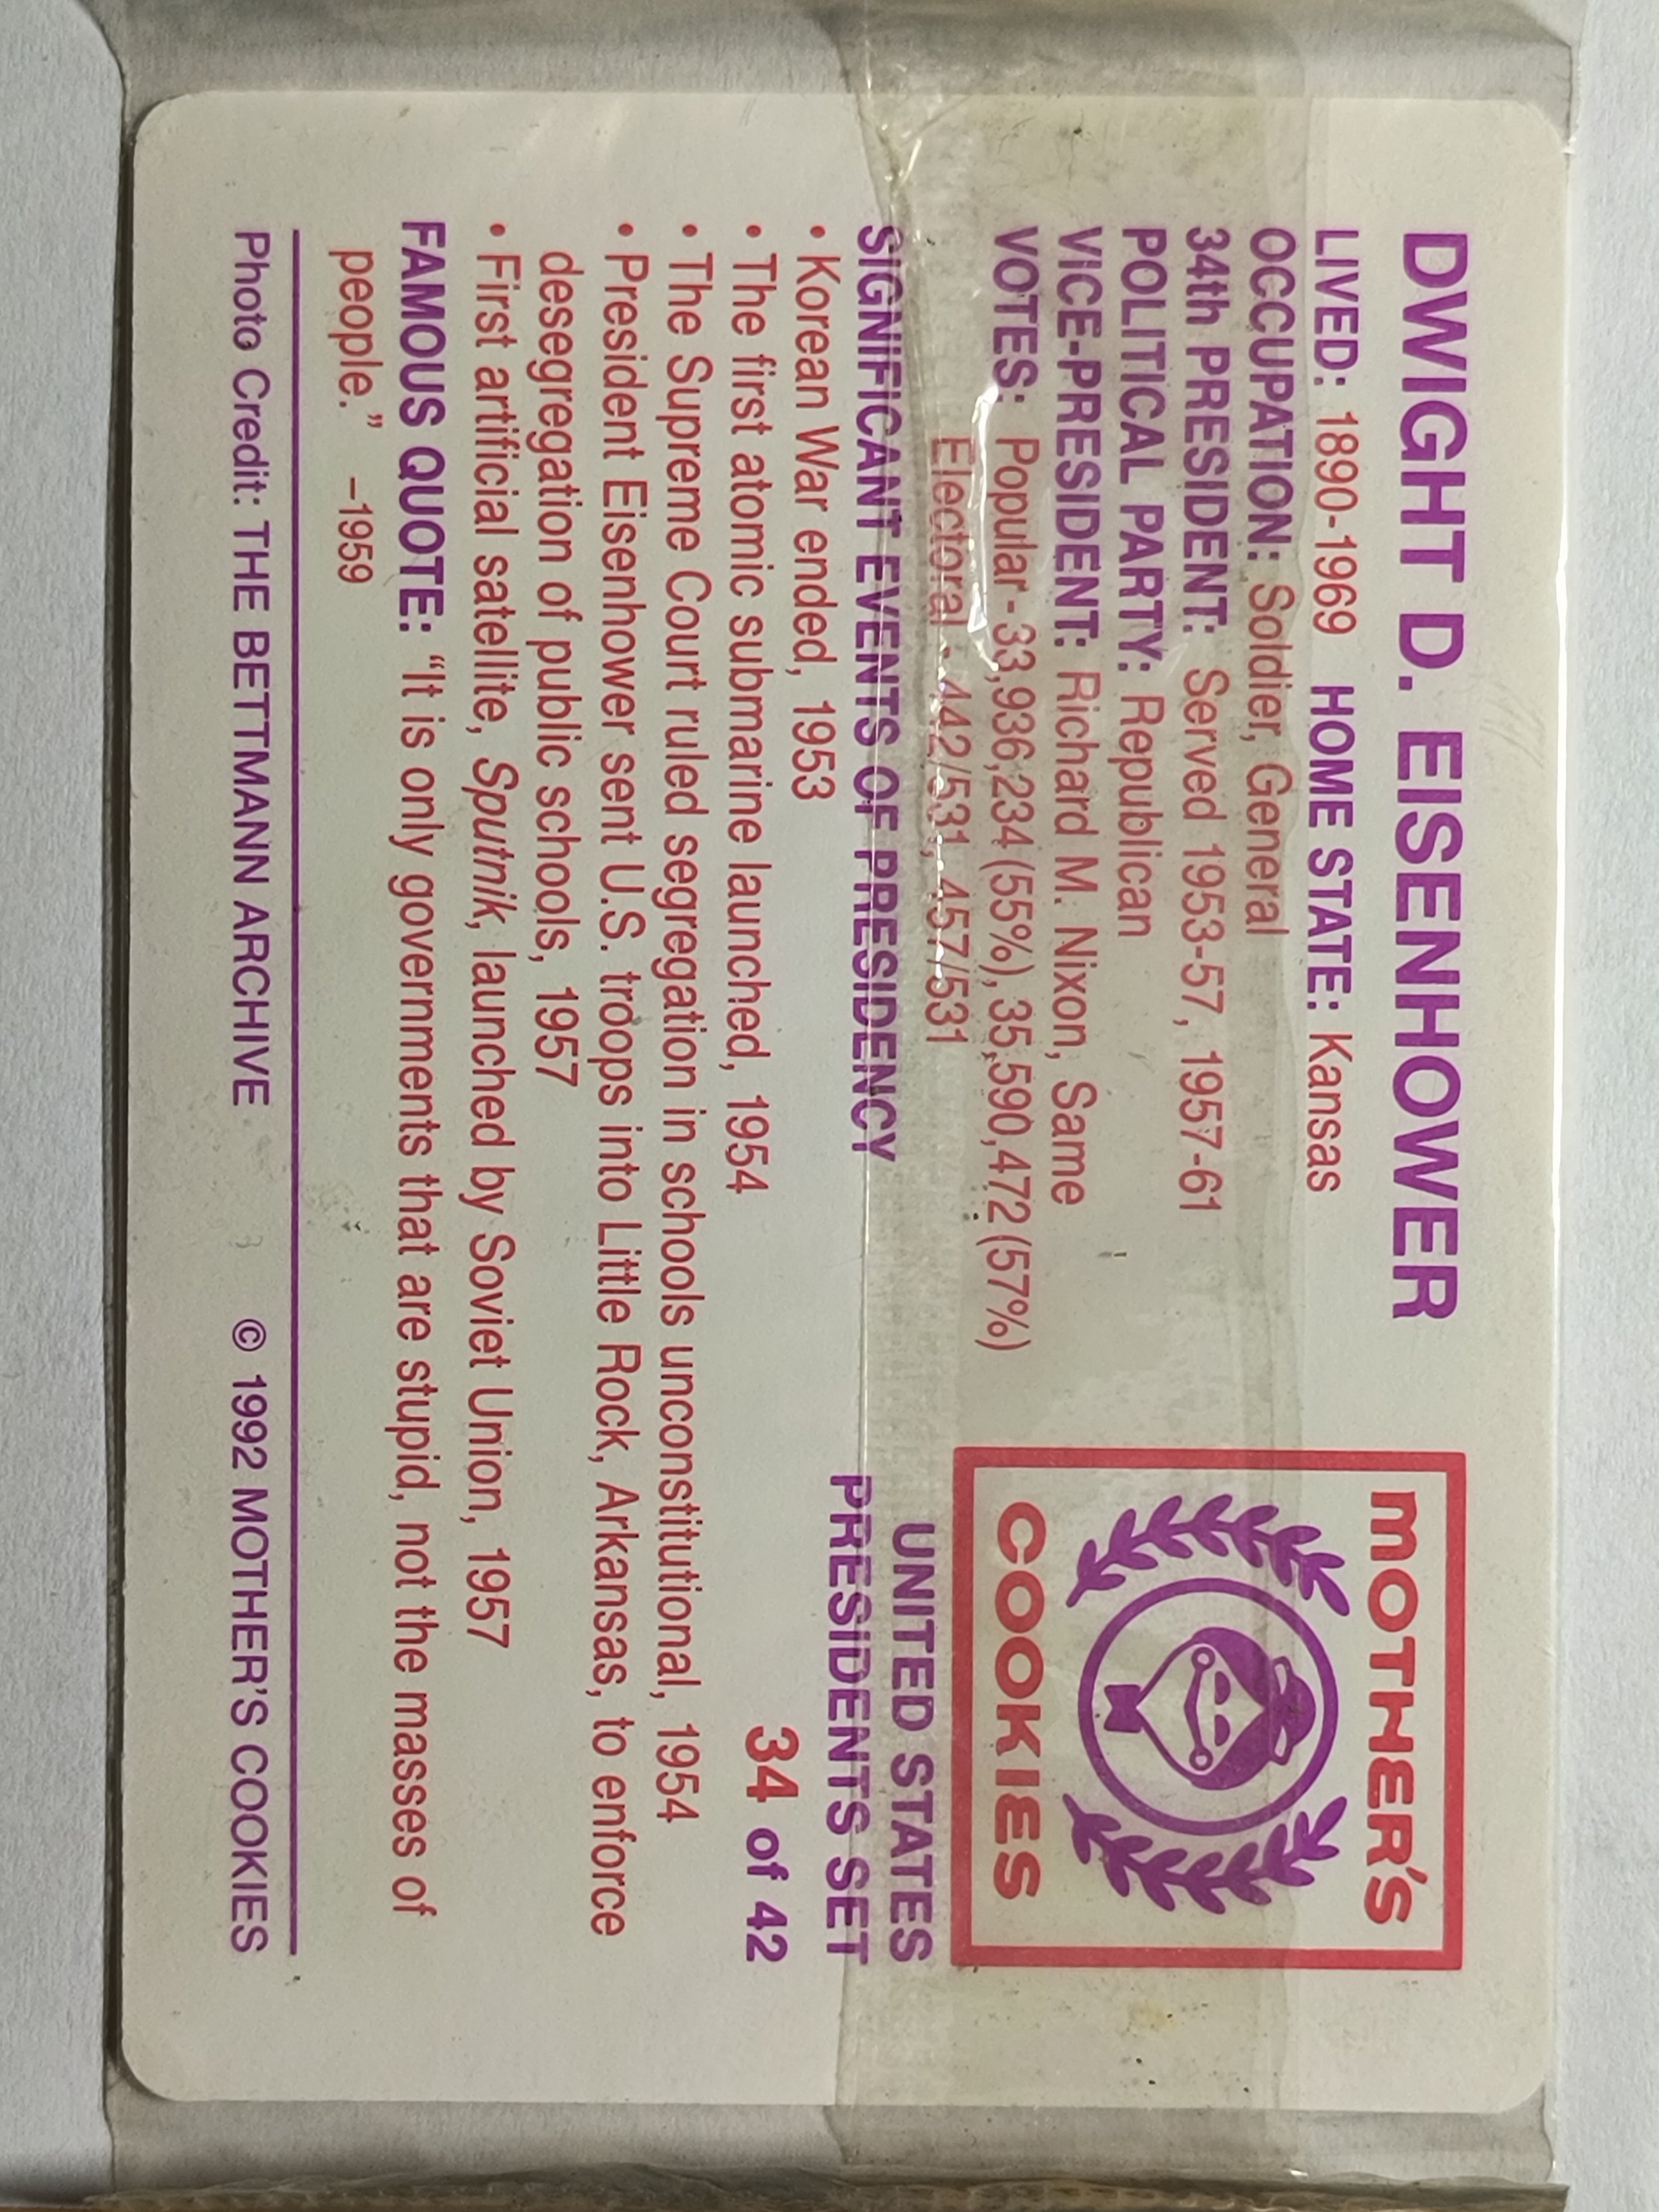 DWIGHT D. EISENHOWER
LIVED: 1890-1969 HOME STATE: Kansas
OCCUPATION: Soldier, General
34th PRESIDENT: Served 1953-57, 1957-61
POLITICAL PARTY: Republican
VICE-PRESIDENT: Richard M. Nixon, Same
VOTES: Popular - 33,936,234 (55%), 35,590,472 (57%)
Electoral - 442/531, 457/531
MOTHER'S
COOKIES
UNITED STATES
PRESIDENTS SET
34 of 42
SIGNIFICANT EVENTS OF PRESIDENCY
• Korean War ended, 1953
• The first atomic submarine launched, 1954
• The Supreme Court ruled segregation in schools unconstitutional, 1954
• President Eisenhower sent U.S. troops into Little Rock, Arkansas, to enforce
desegregation of public schools, 1957
• First artificial satellite, Sputnik, launched by Soviet Union, 1957
FAMOUS QUOTE: "It is only governments that are stupid, not the masses of
people." –1959
Photo Credit: THE BETTMANN ARCHIVE © 1992 MOTHER'S COOKIES